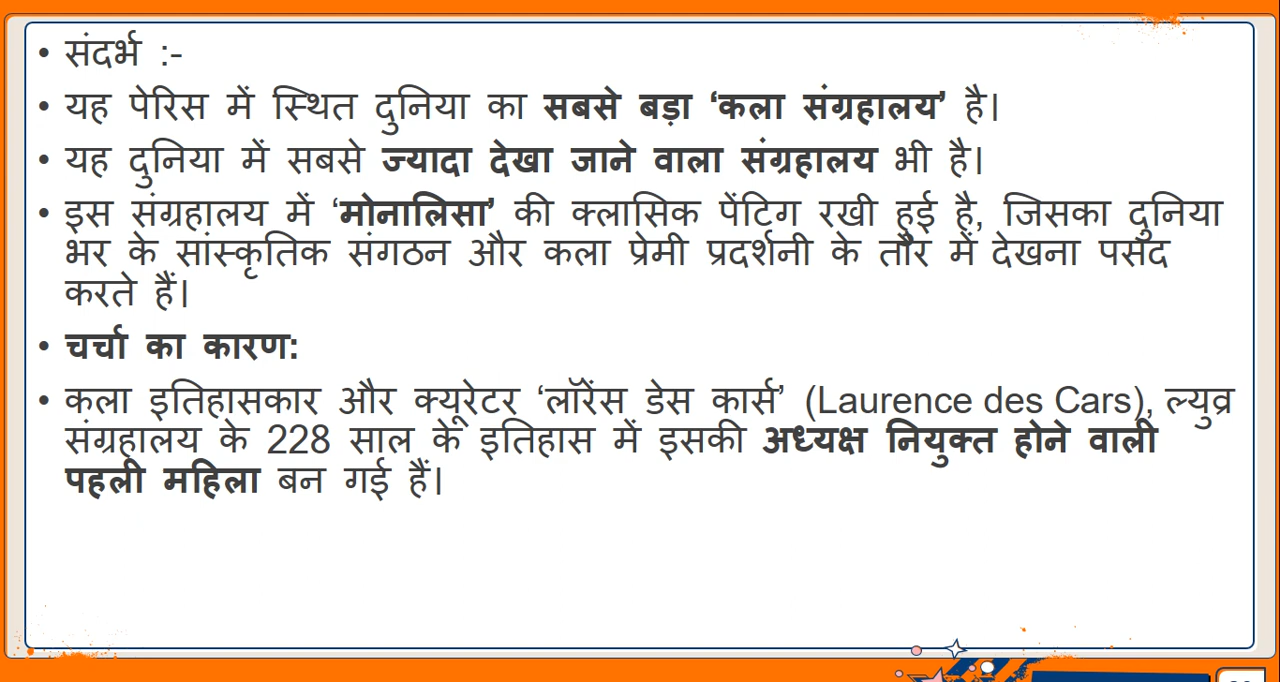 • संदर्भ :-
• यह पेरिस में स्थित दुनिया का सबसे बड़ा ‘कला संग्रहालय’ है।
• यह दुनिया में सबसे ज्यादा देखा जाने वाला संग्रहालय भी है।
• इस संग्रहालय में ‘मोनालिसा’ की क्लासिक पेंटिग रखी हुई है, जिसका दुनिया
भर के सांस्कृतिक संगठन और कला प्रेमी प्रदर्शनी के तौर में देखना पसंद
करते हैं।
• चर्चा का कारण:
• कला इतिहासकार और क्यूरेटर ‘लॉरेंस डेस कार्स’ (Laurence des Cars), ल्युव्र
संग्रहालय के 228 साल के इतिहास में इसकी अध्यक्ष नियुक्त होने वाली
पहली महिला बन गई हैं।